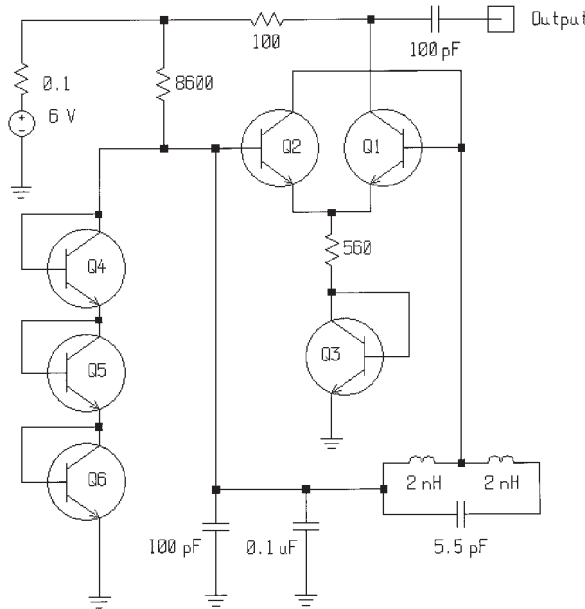 Output
100
100 pF
0.1
8600
6 V
+
-
Q2
Q1
Q4
560
Q3
Q5
Q6
2 nH
2 nH
100 pF
0.1 uF
5.5 pF